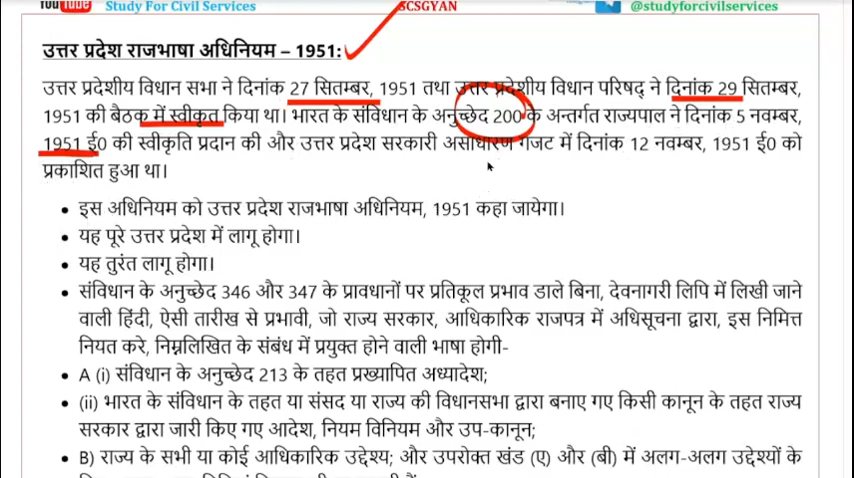 YouTube Study For Civil Services SCSGYAN @studyforcivilservices
उत्तर प्रदेश राजभाषा अधिनियम – 1951:
उत्तर प्रदेशीय विधान सभा ने दिनांक 27 सितम्बर, 1951 तथा उत्तर प्रदेशीय विधान परिषद् ने दिनांक 29 सितम्बर,
1951 की बैठक में स्वीकृत किया था। भारत के संविधान के अनुच्छेद 200 के अन्तर्गत राज्यपाल ने दिनांक 5 नवम्बर,
1951 ई0 की स्वीकृति प्रदान की और उत्तर प्रदेश सरकारी असाधारण गजट में दिनांक 12 नवम्बर, 1951 ई0 को
प्रकाशित हुआ था।
• इस अधिनियम को उत्तर प्रदेश राजभाषा अधिनियम, 1951 कहा जायेगा।
• यह पूरे उत्तर प्रदेश में लागू होगा।
• यह तुरंत लागू होगा।
• संविधान के अनुच्छेद 346 और 347 के प्रावधानों पर प्रतिकूल प्रभाव डाले बिना, देवनागरी लिपि में लिखी जाने
वाली हिंदी, ऐसी तारीख से प्रभावी, जो राज्य सरकार, आधिकारिक राजपत्र में अधिसूचना द्वारा, इस निमित्त
नियत करे, निम्नलिखित के संबंध में प्रयुक्त होने वाली भाषा होगी-
• A (i) संविधान के अनुच्छेद 213 के तहत प्रख्यापित अध्यादेश;
• (ii) भारत के संविधान के तहत या संसद या राज्य की विधानसभा द्वारा बनाए गए किसी कानून के तहत राज्य
सरकार द्वारा जारी किए गए आदेश, नियम विनियम और उप-कानून;
• B) राज्य के सभी या कोई आधिकारिक उद्देश्य; और उपरोक्त खंड (ए) और (बी) में अलग-अलग उद्देश्यों के